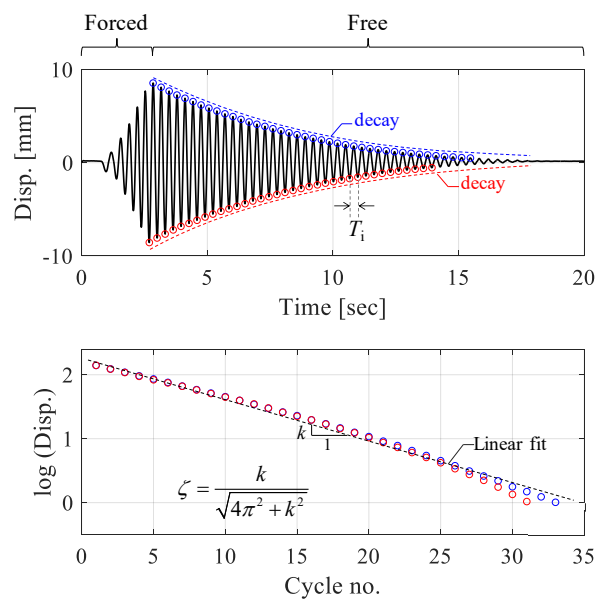 Forced Free
10
0
-10
Disp. [mm]
decay
decay
T_i
0 5 10 15 20
Time [sec]
2
1
0
log (Disp.)
k
1
Linear fit
ζ = k / √(4π² + k²)
0 5 10 15 20 25 30 35
Cycle no.